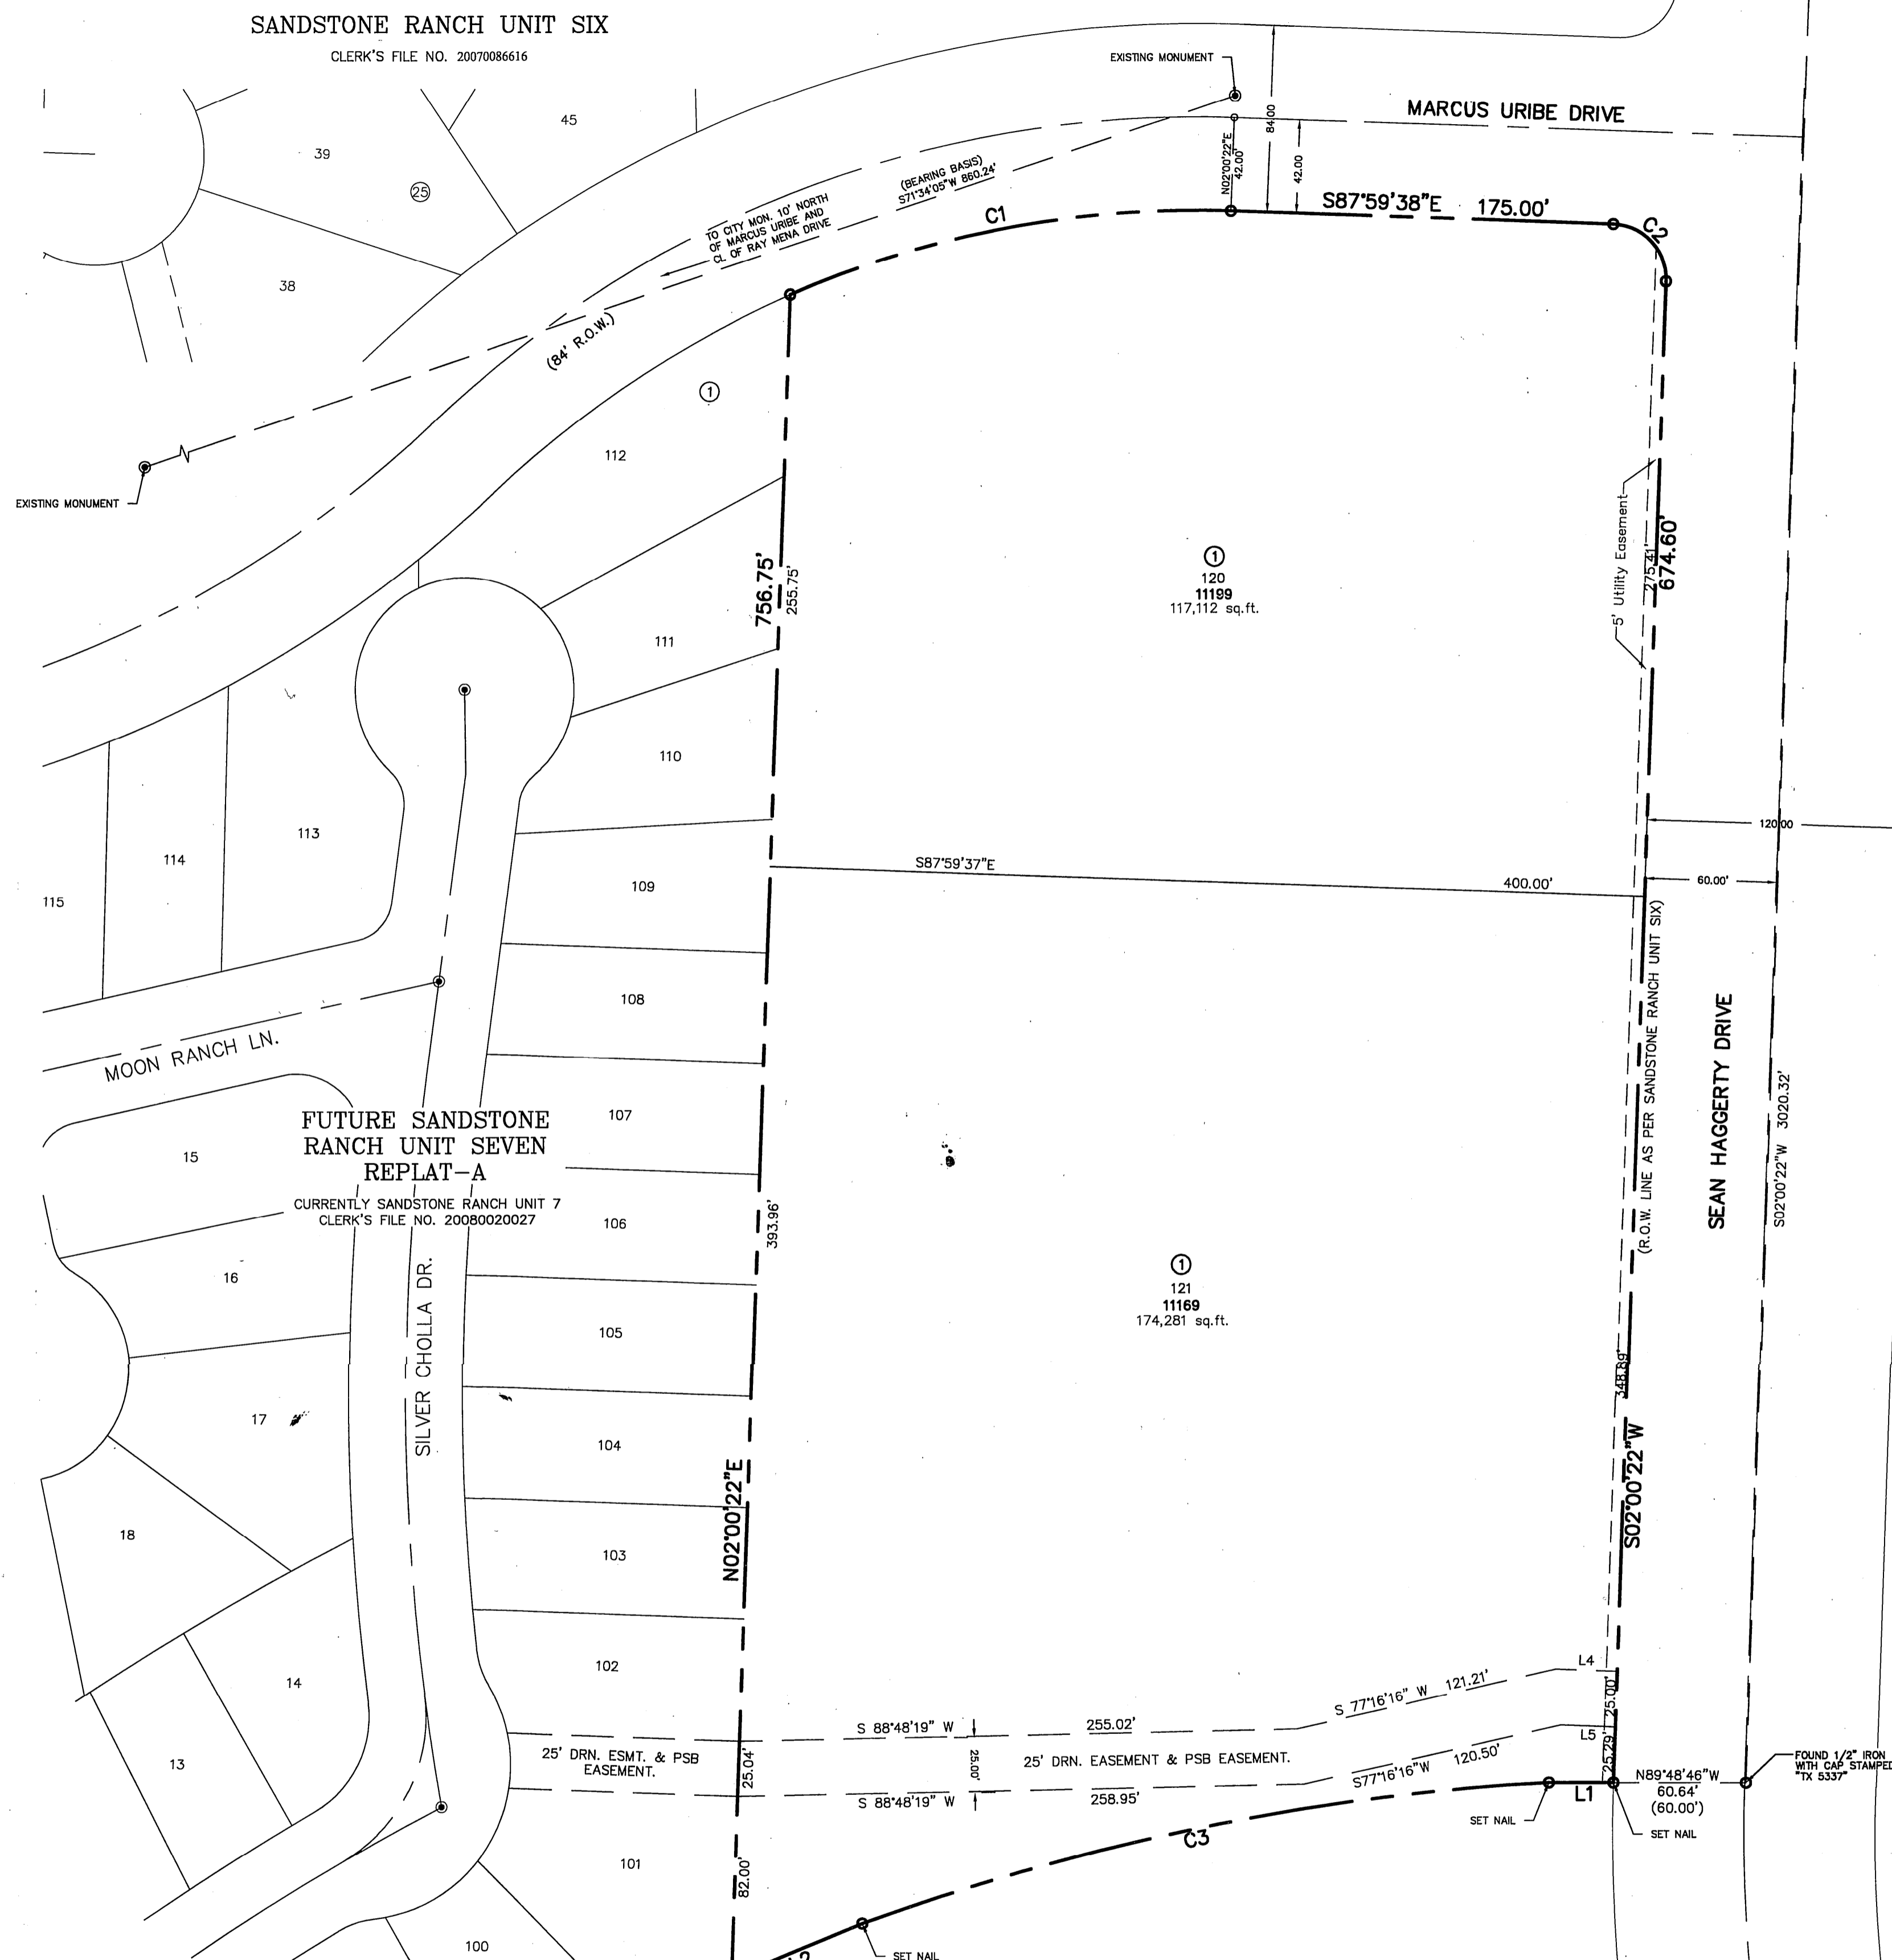 SANDSTONE RANCH UNIT SIX
CLERK'S FILE NO. 20070086616
EXISTING MONUMENT
MARCUS URIBE DRIVE
45
39
25
38
84.00
N02°00'22"E
42.00'
42.00
(BEARING BASIS)
S71°34'05"W 860.24'
TO CITY MON. 10' NORTH
OF MARCUS URIBE AND
CL OF RAY MENA DRIVE
C1
S87°59'38"E 175.00'
C2
(84' R.O.W.)
1
112
EXISTING MONUMENT
756.75'
255.75'
1
120
11199
117,112 sq.ft.
5' Utility Easement
275.41'
674.60'
111
110
113
114
115
109
S87°59'37"E
400.00'
120.00
60.00'
108
MOON RANCH LN.
(R.O.W. LINE AS PER SANDSTONE RANCH UNIT SIX)
SEAN HAGGERTY DRIVE
S02°00'22"W 3020.32'
FUTURE SANDSTONE
RANCH UNIT SEVEN
REPLAT-A
CURRENTLY SANDSTONE RANCH UNIT 7
CLERK'S FILE NO. 20080020027
107
15
106
393.96'
16
1
121
11169
174,281 sq.ft.
105
SILVER CHOLLA DR.
348.89'
17
104
N02°00'22"E
S02°00'22"W
18
103
102
14
13
L4
S 77°16'16" W 121.21'
25.00'
S 88°48'19" W
255.02'
L5
25' DRN. ESMT. & PSB
EASEMENT.
25.04'
25.00'
25' DRN. EASEMENT & PSB EASEMENT.
S77°16'16"W 120.50'
25.29'
S 88°48'19" W
258.95'
N89°48'46"W
60.64'
(60.00')
FOUND 1/2" IRON
WITH CAP STAMPED
"TX 5337"
L1
SET NAIL
SET NAIL
C3
101
82.00'
100
SET NAIL